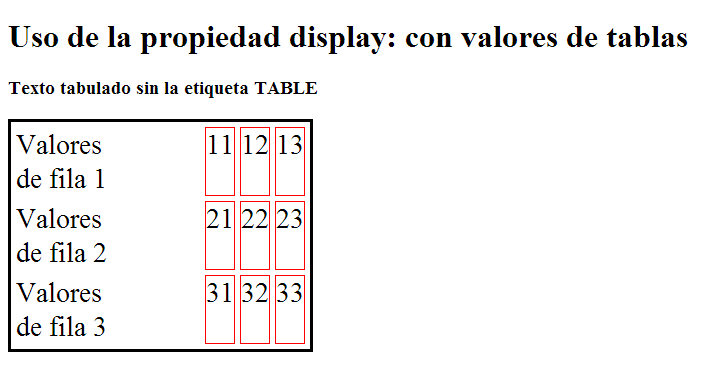 Uso de la propiedad display: con valores de tablas
Texto tabulado sin la etiqueta TABLE
Valores 11 12 13
de fila 1
Valores 21 22 23
de fila 2
Valores 31 32 33
de fila 3